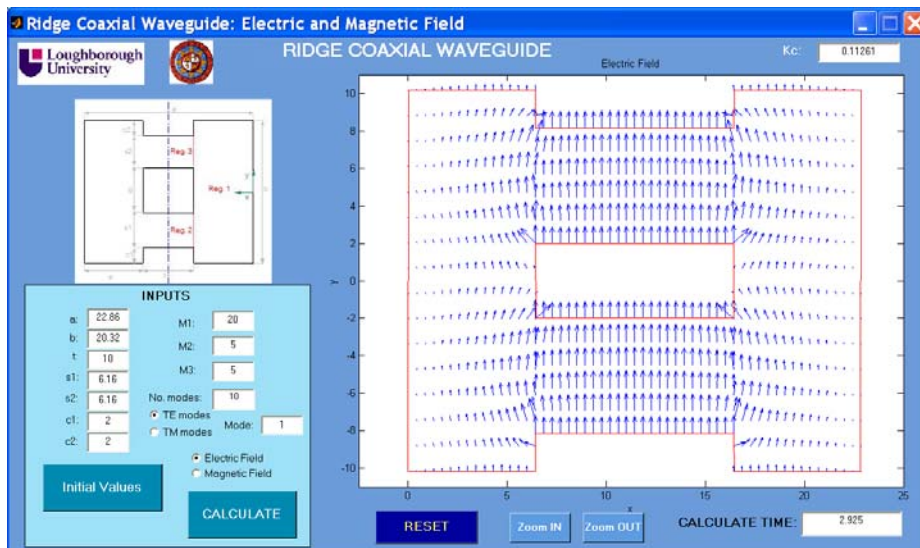 Ridge Coaxial Waveguide: Electric and Magnetic Field
Loughborough
University
RIDGE COAXIAL WAVEGUIDE
Kc: 0.11261
Electric Field
Reg. 3
Reg. 1
Reg. 2
y
x
INPUTS
a: 22.86
b: 20.32
t: 10
s1: 6.16
s2: 6.16
c1: 2
c2: 2
M1: 20
M2: 5
M3: 5
No. modes: 10
TE modes
TM modes
Mode: 1
Electric Field
Magnetic Field
Initial Values
CALCULATE
10
8
6
4
2
0
-2
-4
-6
-8
-10
Y
0 5 10 15 20 25
x
RESET
Zoom IN
Zoom OUT
CALCULATE TIME: 2.925